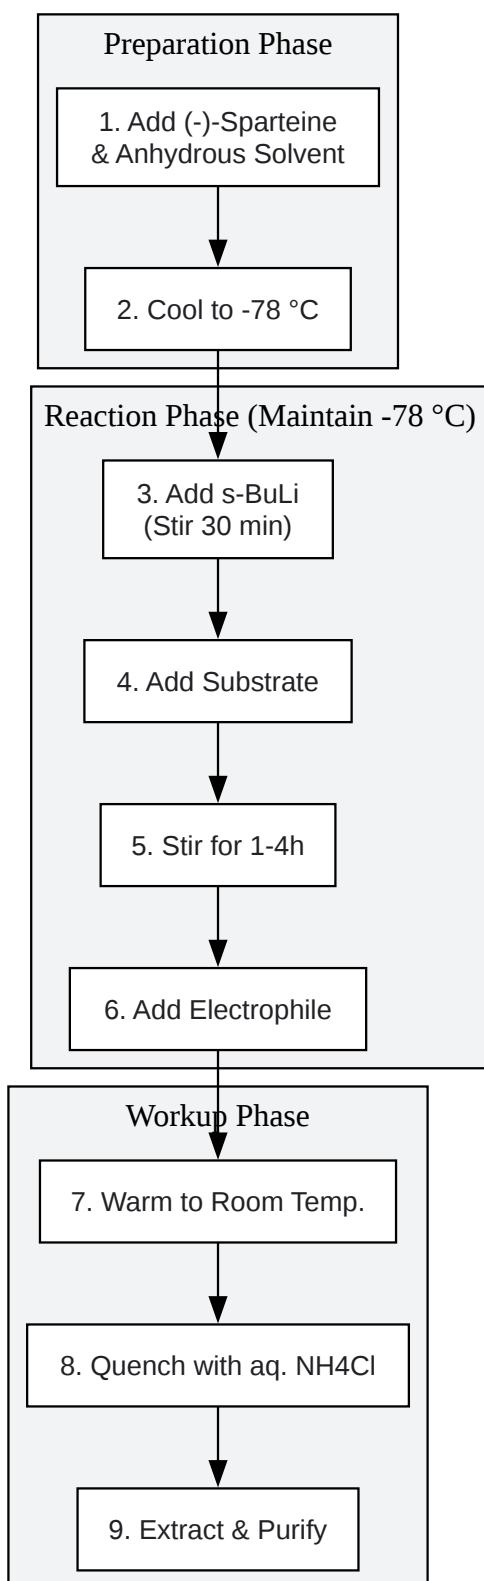 Preparation Phase
1. Add (-)-Sparteine
& Anhydrous Solvent
2. Cool to -78 °C
Reaction Phase (Maintain -78 °C)
3. Add s-BuLi
(Stir 30 min)
4. Add Substrate
5. Stir for 1-4h
6. Add Electrophile
Workup Phase
7. Warm to Room Temp.
8. Quench with aq. NH4Cl
9. Extract & Purify